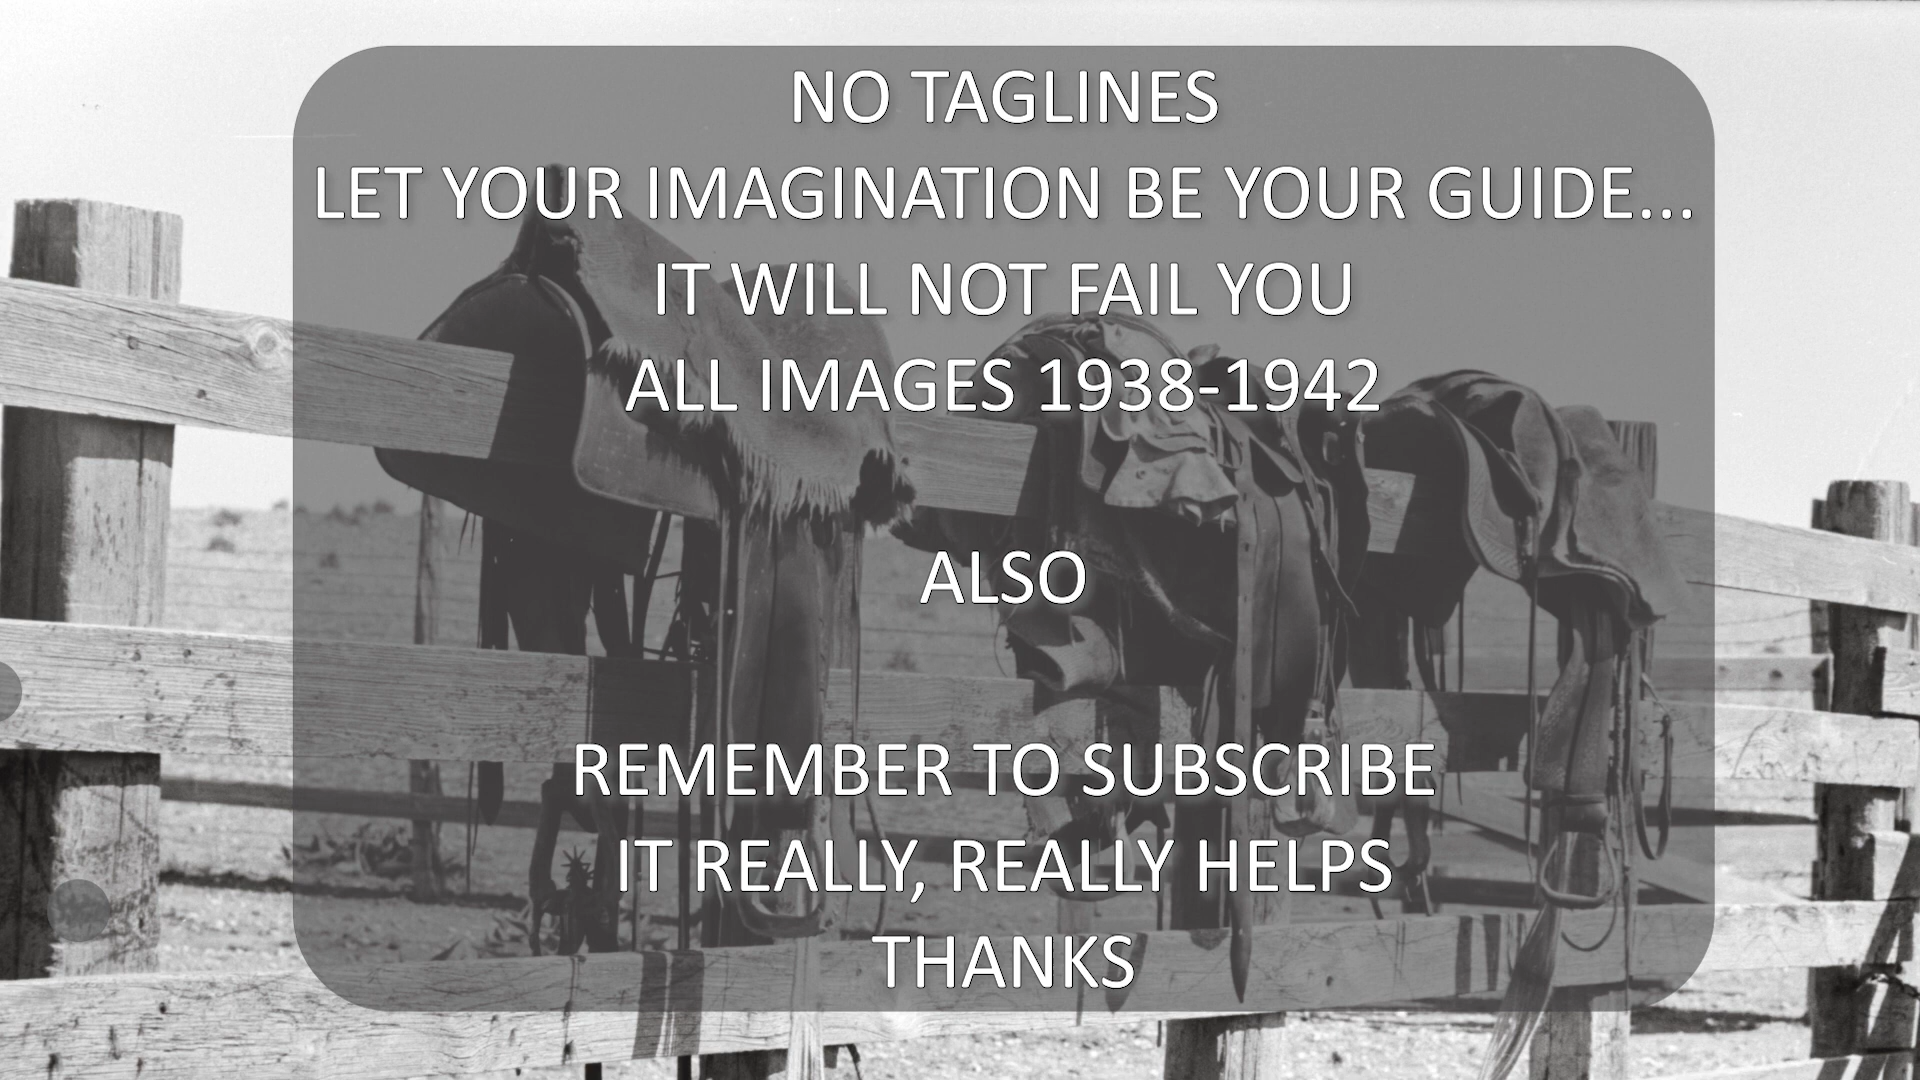 NO TAGLINES
LET YOUR IMAGINATION BE YOUR GUIDE...
IT WILL NOT FAIL YOU
ALL IMAGES 1938-1942
ALSO
REMEMBER TO SUBSCRIBE
IT REALLY, REALLY HELPS
THANKS